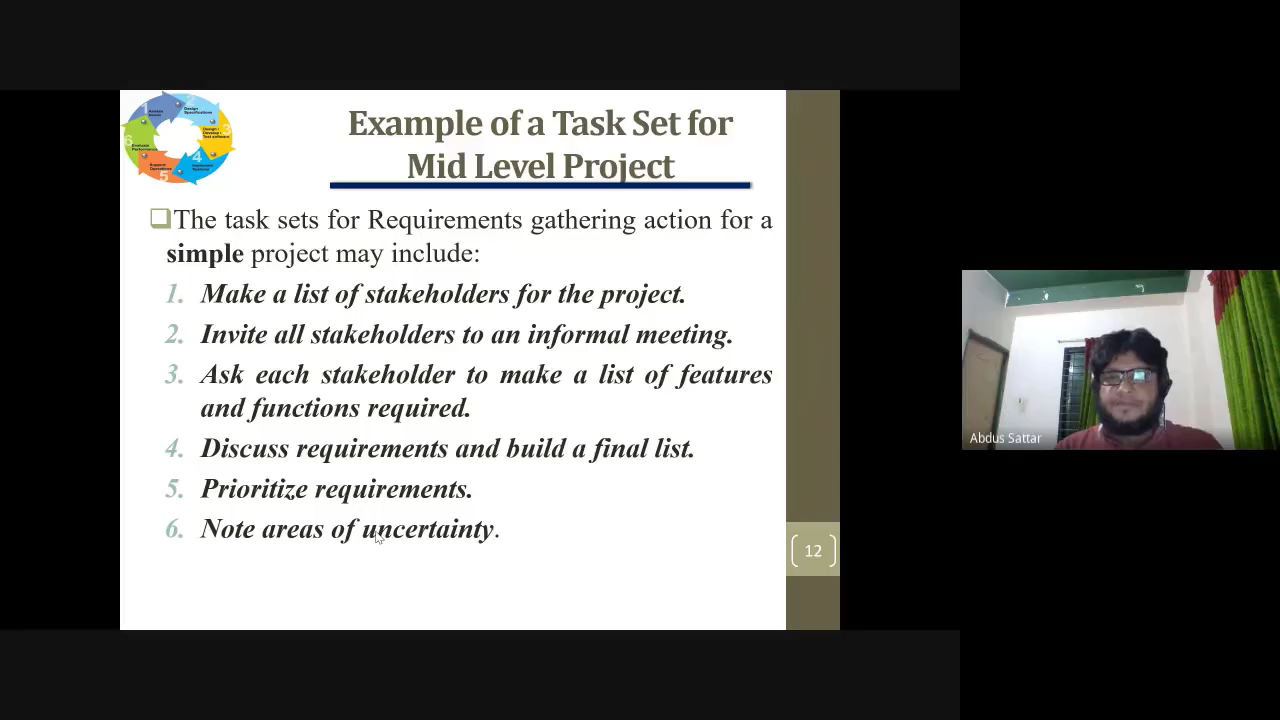 Example of a Task Set for
Mid Level Project
The task sets for Requirements gathering action for a
simple project may include:
1. Make a list of stakeholders for the project.
2. Invite all stakeholders to an informal meeting.
3. Ask each stakeholder to make a list of features
and functions required.
4. Discuss requirements and build a final list.
5. Prioritize requirements.
6. Note areas of uncertainty.
12
Abdus Sattar